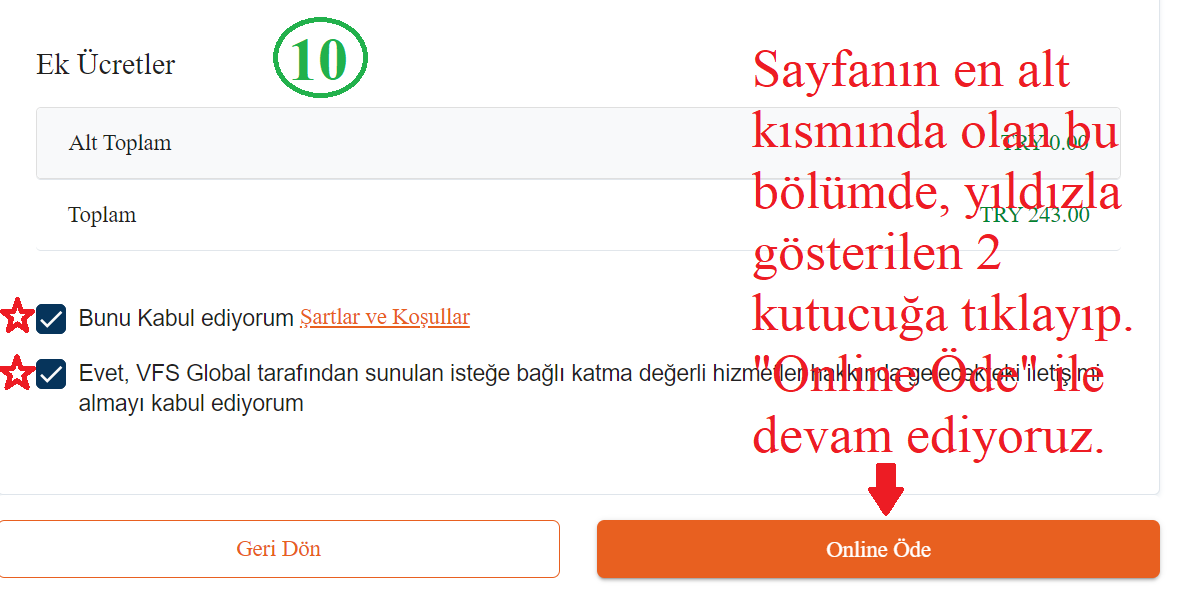 Ek Ücretler
10
Alt Toplam
TRY 0.00
Toplam
TRY 243.00
Sayfanın en alt
kısmında olan bu
bölümde, yıldızla
gösterilen 2
kutucuğa tıklayıp.
"Online Öde" ile
devam ediyoruz.
Bunu Kabul ediyorum Şartlar ve Koşullar
Evet, VFS Global tarafından sunulan isteğe bağlı katma değerli hizmetler hakkında gelecekteki iletişimi
almayı kabul ediyorum
Geri Dön
Online Öde